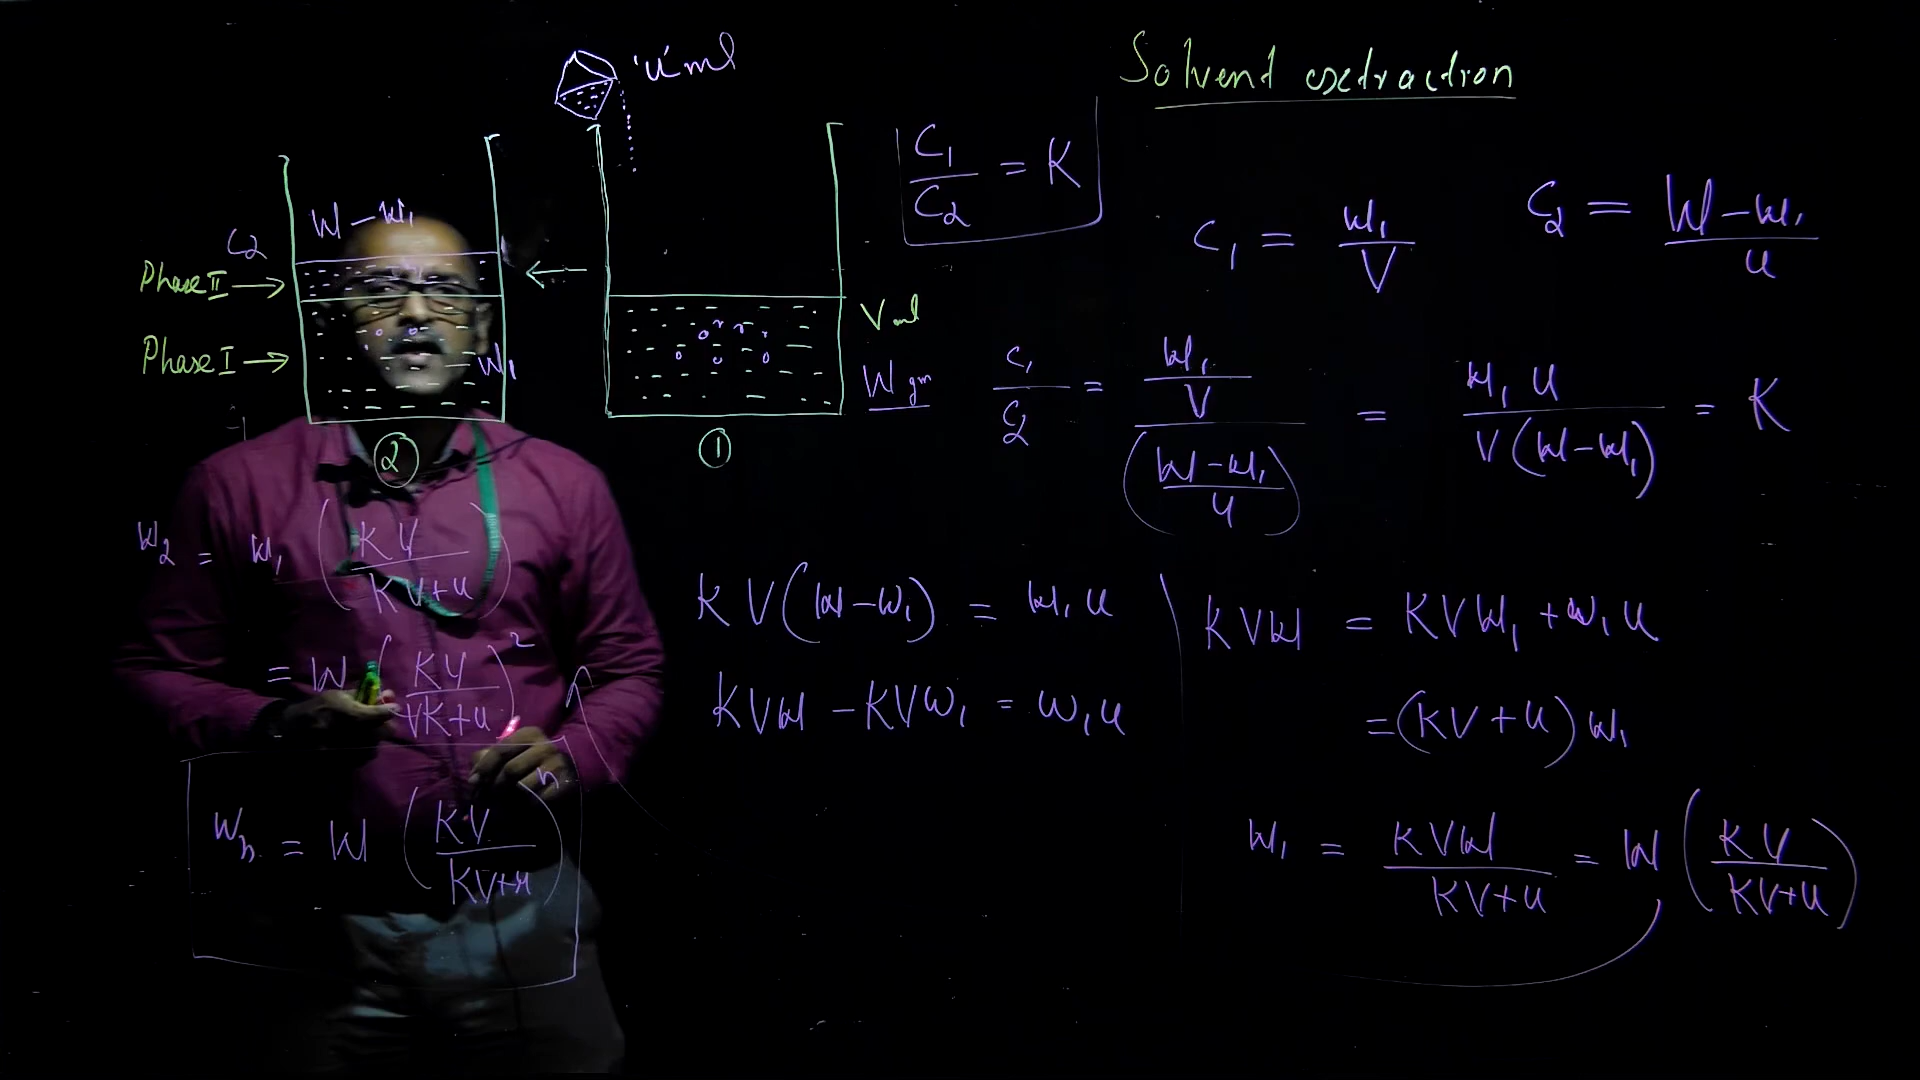 Solvent extraction
'u' ml
C₁/C₂ = K
C₁ = W₁/V
C₂ = (W – W₁)/u
W – W₁
C₂
Phase II →
Phase I →
W₁
②
①
V ml
W gm
C₁/C₂ = (W₁/V)/((W – W₁)/u) = W₁ u/(V(W – W₁)) = K
KV(W – W₁) = W₁ u
KVW – KVW₁ = W₁u
KVW = KVW₁ + W₁ u
= (KV + u) W₁
W₁ = KVW/(KV + u) = W (KV/(KV + u))
W₂ = W₁ (KV/(KV + u))
= W (KV/(VK + u))²
Wₙ = W (KV/(KV + u))ⁿ